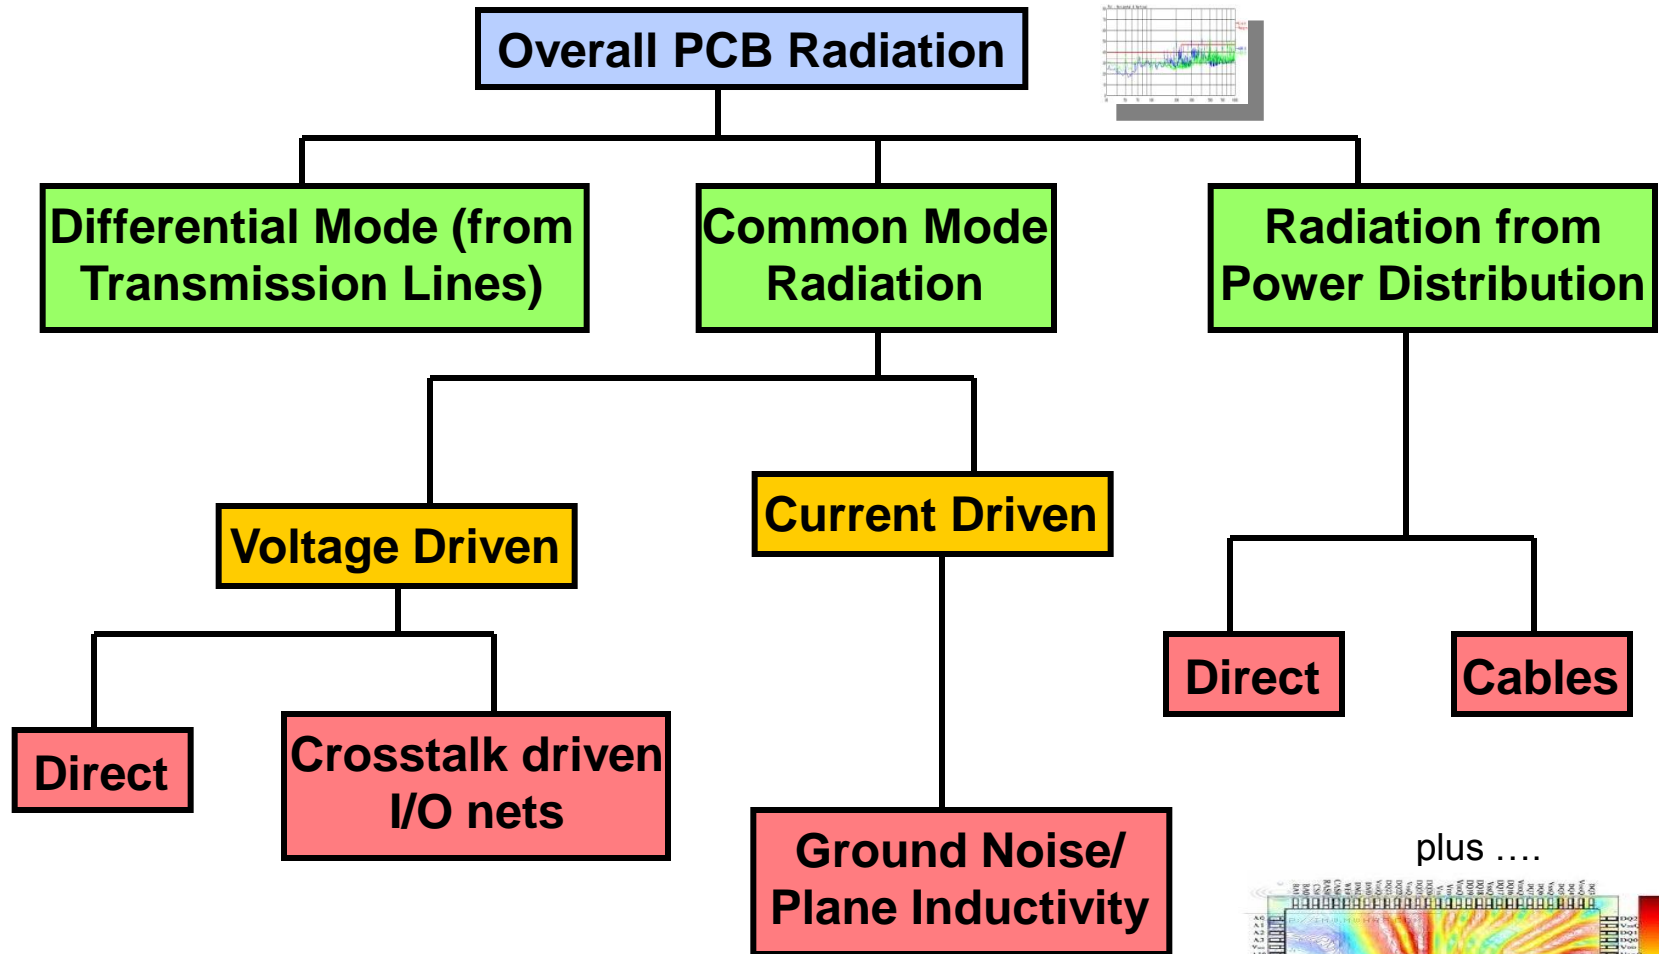 Overall PCB Radiation
Differential Mode (from
Transmission Lines)
Common Mode
Radiation
Radiation from
Power Distribution
Voltage Driven
Current Driven
Direct
Crosstalk driven
I/O nets
Ground Noise/
Plane Inductivity
Direct
Cables
plus ....